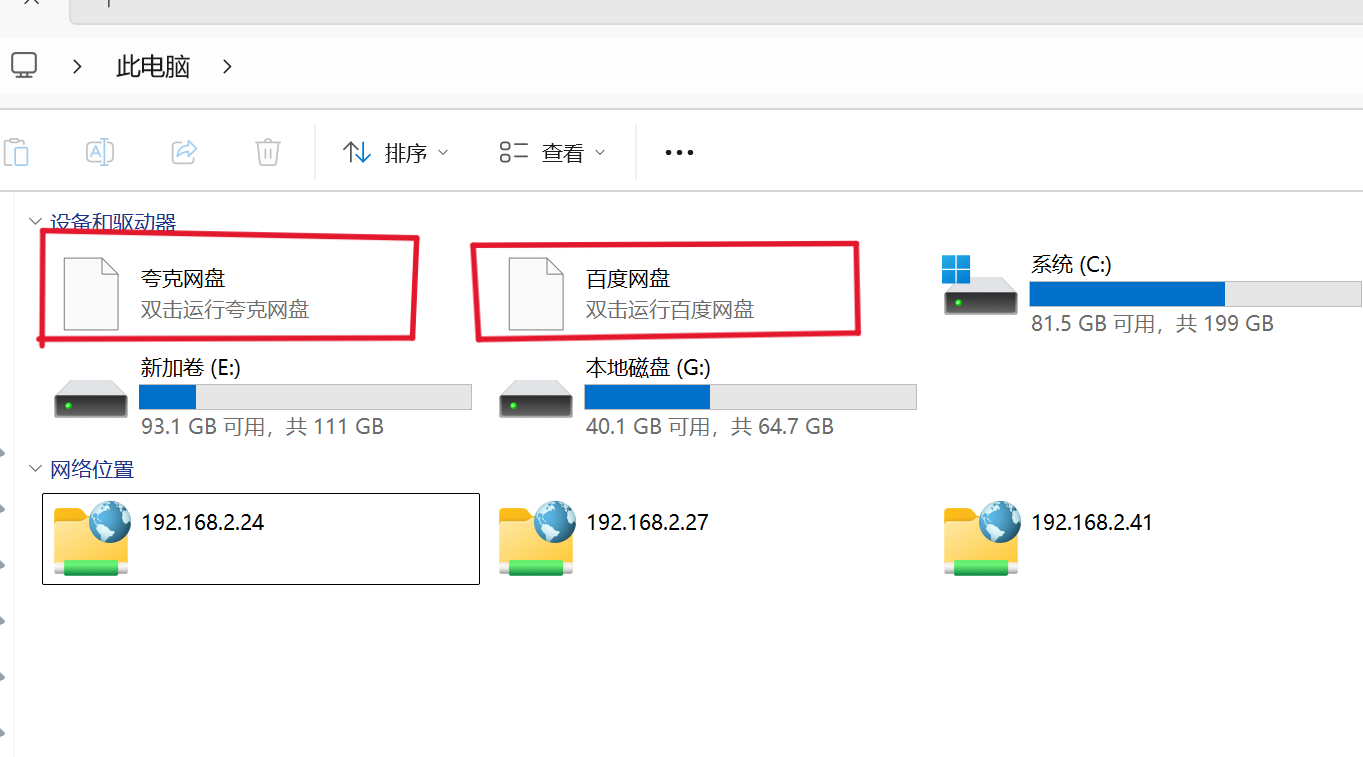 此电脑
排序
查看
设备和驱动器
夸克网盘
双击运行夸克网盘
百度网盘
双击运行百度网盘
系统 (C:)
81.5 GB 可用，共 199 GB
新加卷 (E:)
93.1 GB 可用，共 111 GB
本地磁盘 (G:)
40.1 GB 可用，共 64.7 GB
网络位置
192.168.2.24
192.168.2.27
192.168.2.41